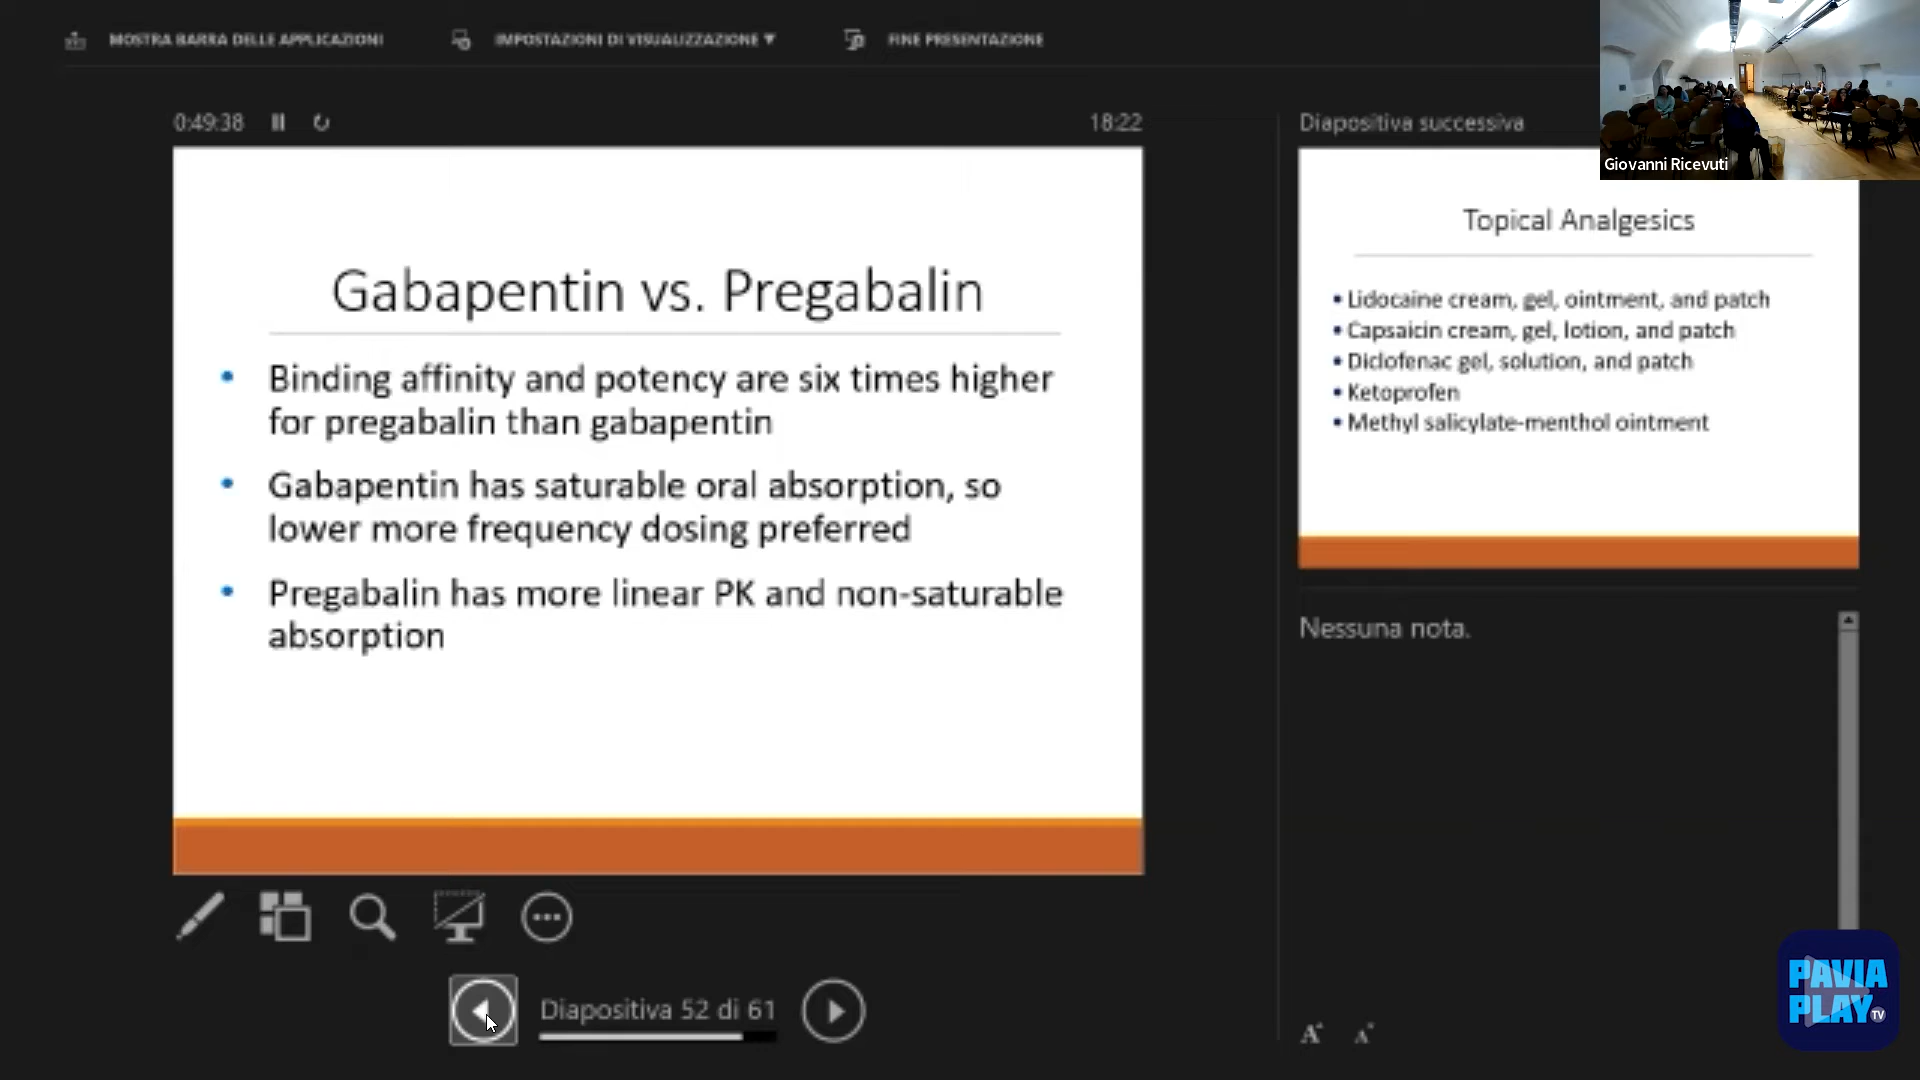 MOSTRA BARRA DELLE APPLICAZIONI
IMPOSTAZIONI DI VISUALIZZAZIONE ▼
FINE PRESENTAZIONE
0:49:38
18:22
Gabapentin vs. Pregabalin
• Binding affinity and potency are six times higher
for pregabalin than gabapentin
• Gabapentin has saturable oral absorption, so
lower more frequency dosing preferred
• Pregabalin has more linear PK and non-saturable
absorption
Diapositiva 52 di 61
Diapositiva successiva
Topical Analgesics
• Lidocaine cream, gel, ointment, and patch
• Capsaicin cream, gel, lotion, and patch
• Diclofenac gel, solution, and patch
• Ketoprofen
• Methyl salicylate-menthol ointment
Nessuna nota.
A A
Giovanni Ricevuti
PAVIA
PLAY TV